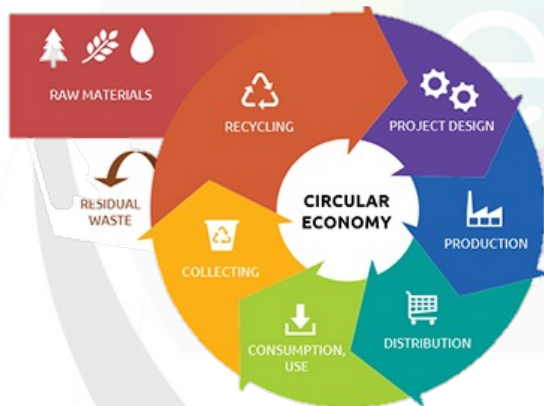 RAW MATERIALS
RECYCLING
PROJECT DESIGN
RESIDUAL
WASTE
CIRCULAR
ECONOMY
PRODUCTION
COLLECTING
DISTRIBUTION
CONSUMPTION,
USE